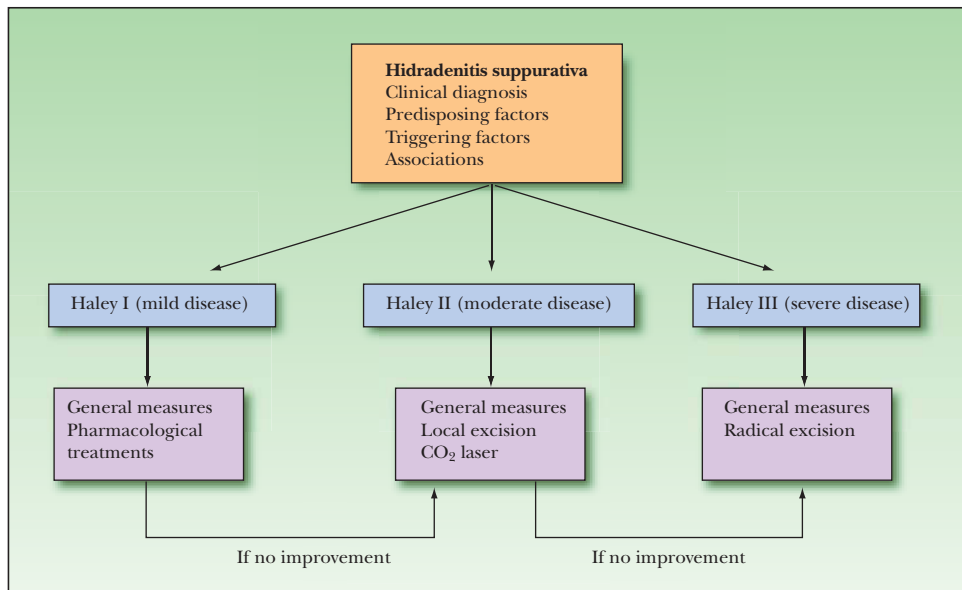 Hidradenitis suppurativa
Clinical diagnosis
Predisposing factors
Triggering factors
Associations
Haley I (mild disease)
Haley II (moderate disease)
Haley III (severe disease)
General measures
Pharmacological
treatments
General measures
Local excision
CO₂ laser
General measures
Radical excision
If no improvement
If no improvement